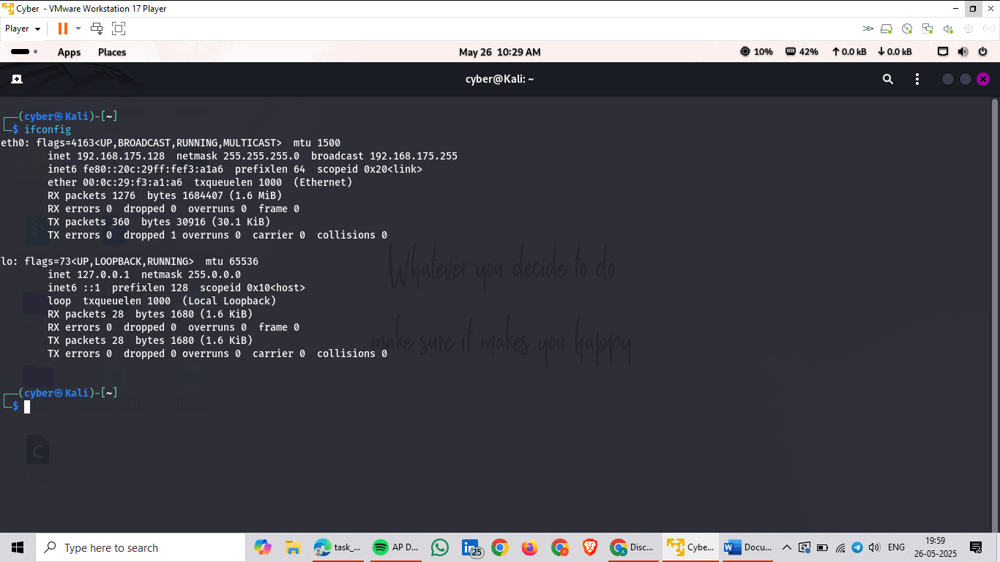 Cyber - VMware Workstation 17 Player
Player
Apps Places May 26 10:29 AM 10% 42% 0.0 kB 0.0 kB
cyber@Kali: ~
┌──(cyber㉿Kali)-[~]
└─$ ifconfig
eth0: flags=4163<UP,BROADCAST,RUNNING,MULTICAST>  mtu 1500
        inet 192.168.175.128  netmask 255.255.255.0  broadcast 192.168.175.255
        inet6 fe80::20c:29ff:fef3:a1a6  prefixlen 64  scopeid 0x20<link>
        ether 00:0c:29:f3:a1:a6  txqueuelen 1000  (Ethernet)
        RX packets 1276  bytes 1684407 (1.6 MiB)
        RX errors 0  dropped 0  overruns 0  frame 0
        TX packets 360  bytes 30916 (30.1 KiB)
        TX errors 0  dropped 1 overruns 0  carrier 0  collisions 0
lo: flags=73<UP,LOOPBACK,RUNNING>  mtu 65536
        inet 127.0.0.1  netmask 255.0.0.0
        inet6 ::1  prefixlen 128  scopeid 0x10<host>
        loop  txqueuelen 1000  (Local Loopback)
        RX packets 28  bytes 1680 (1.6 KiB)
        RX errors 0  dropped 0  overruns 0  frame 0
        TX packets 28  bytes 1680 (1.6 KiB)
        TX errors 0  dropped 0 overruns 0  carrier 0  collisions 0
Whatever you decide to do
make sure it makes you happy
┌──(cyber㉿Kali)-[~]
└─$
C
Type here to search task_... AP D... 25 Disc... Cybe... Docu... ENG 19:59
26-05-2025